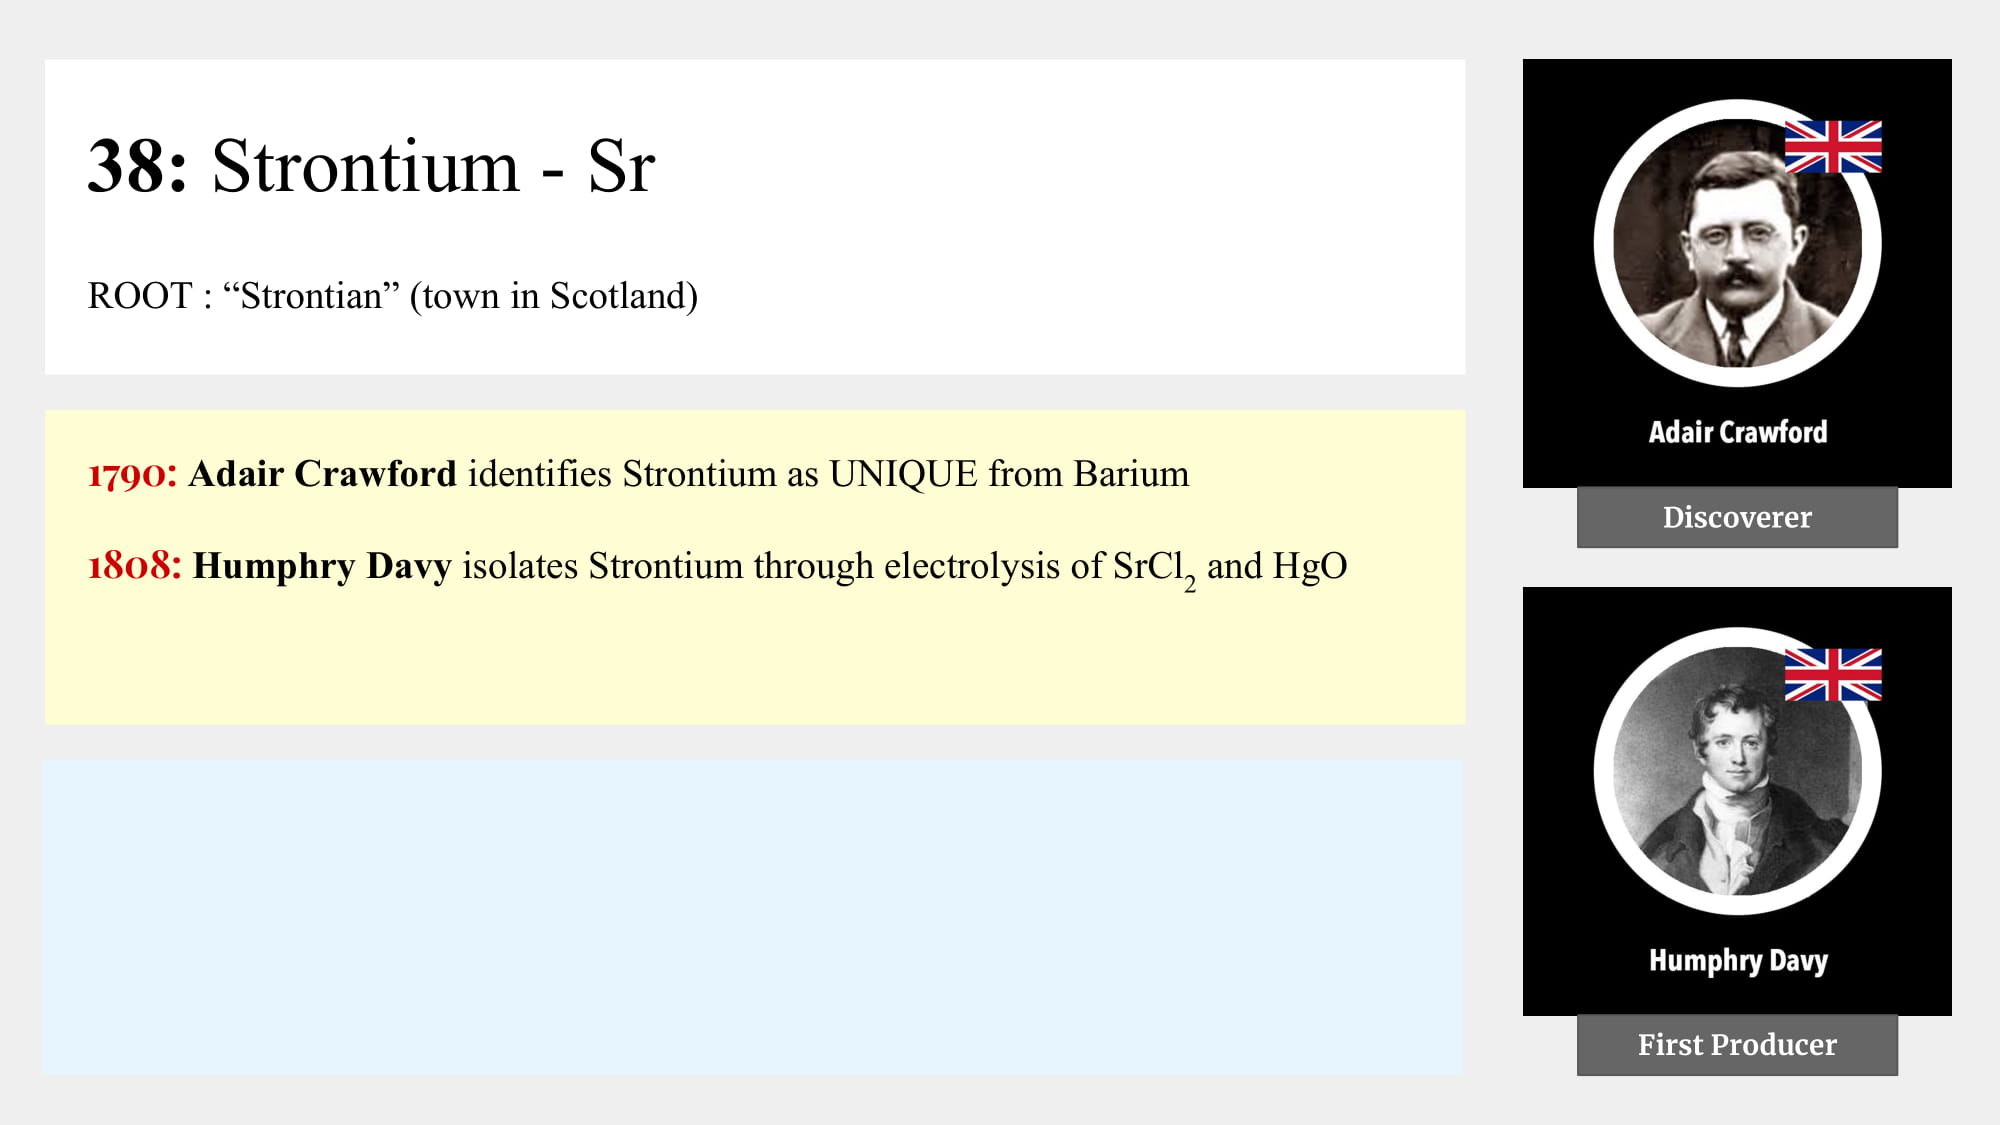 38: Strontium - Sr
ROOT : “Strontian” (town in Scotland)
1790: Adair Crawford identifies Strontium as UNIQUE from Barium
1808: Humphry Davy isolates Strontium through electrolysis of SrCl₂ and HgO
Adair Crawford
Discoverer
Humphry Davy
First Producer